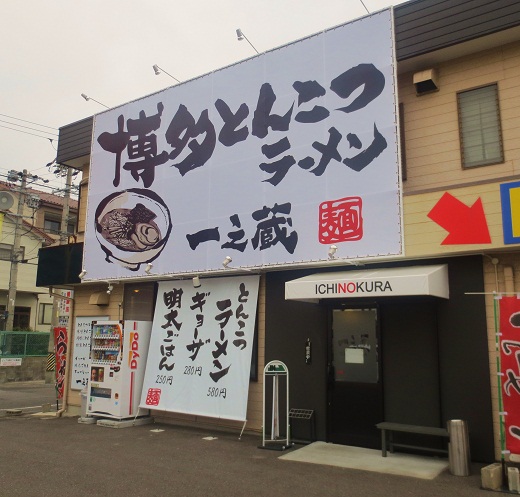 博多とんこつ
ラーメン
一之蔵
麺
ICHINOKURA
とんこつ
ラーメン
580円
ギョーザ
280円
明太ごはん
250円
麺
DyDo